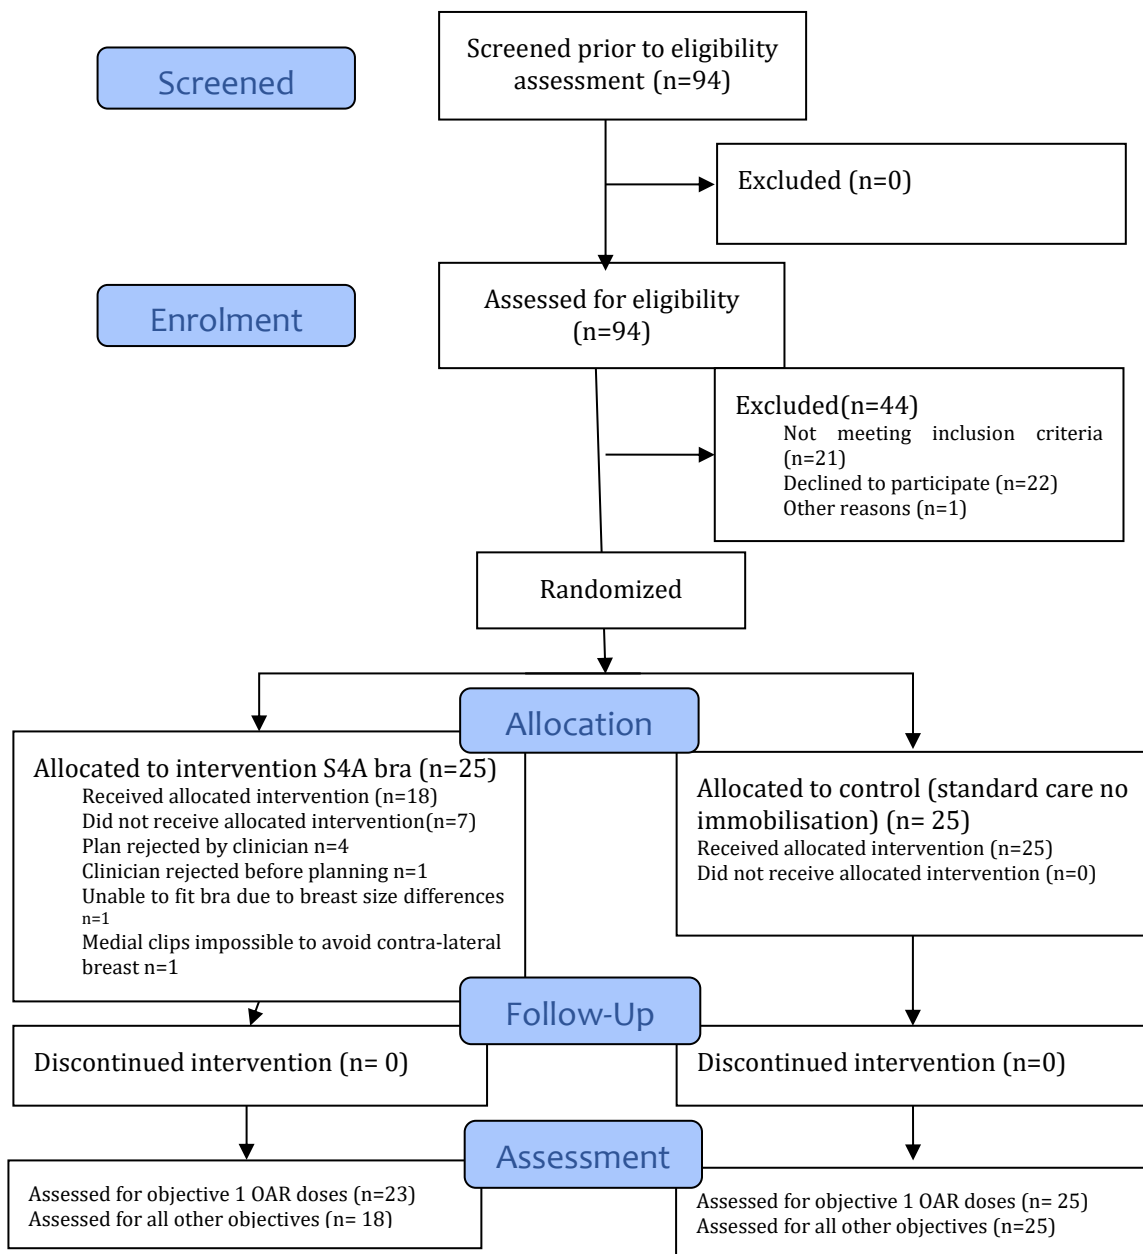 Screened
Screened prior to eligibility
assessment (n=94)
Excluded (n=0)
Enrolment
Assessed for eligibility
(n=94)
Excluded(n=44)
Not meeting inclusion criteria
(n=21)
Declined to participate (n=22)
Other reasons (n=1)
Randomized
Allocation
Allocated to intervention S4A bra (n=25)
Received allocated intervention (n=18)
Did not receive allocated intervention(n=7)
Plan rejected by clinician n=4
Clinician rejected before planning n=1
Unable to fit bra due to breast size differences
n=1
Medial clips impossible to avoid contra-lateral
breast n=1
Allocated to control (standard care no
immobilisation) (n= 25)
Received allocated intervention (n=25)
Did not receive allocated intervention (n=0)
Follow-Up
Discontinued intervention (n= 0)
Discontinued intervention (n=0)
Assessment
Assessed for objective 1 OAR doses (n=23)
Assessed for all other objectives (n= 18)
Assessed for objective 1 OAR doses (n= 25)
Assessed for all other objectives (n=25)